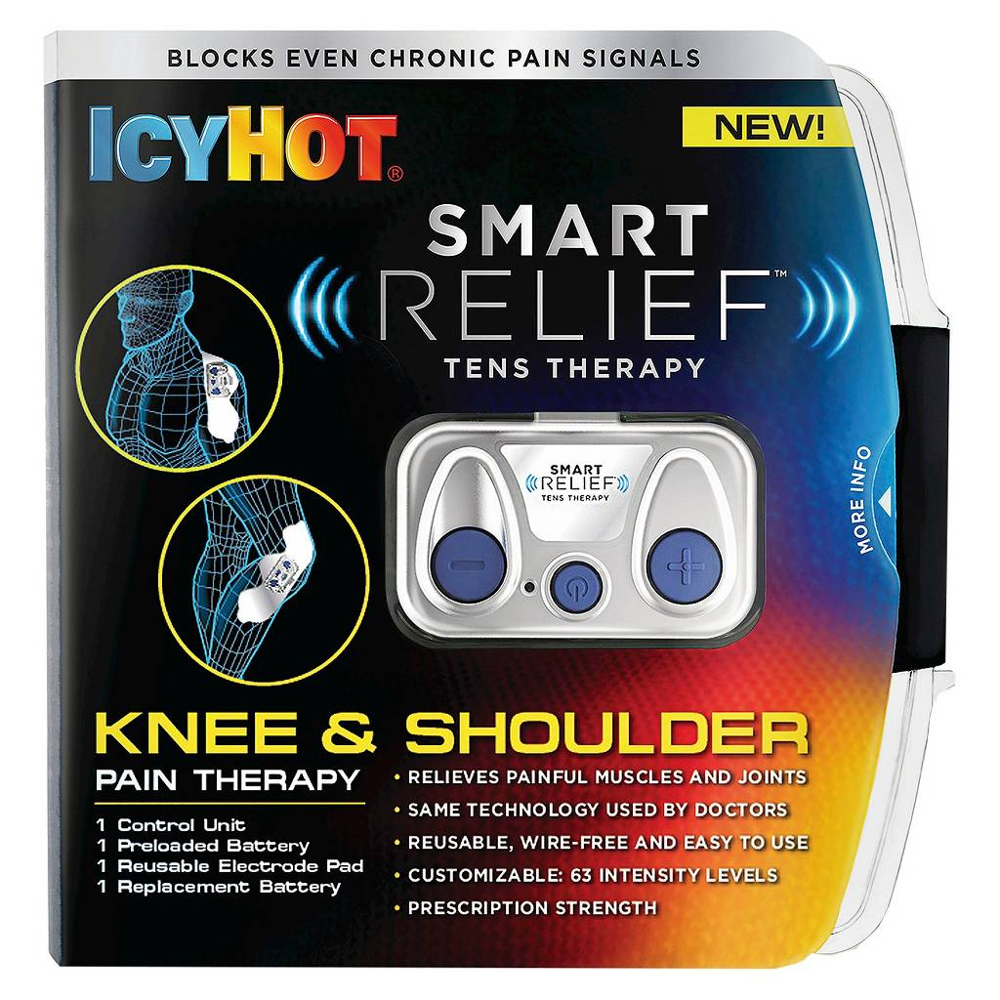 BLOCKS EVEN CHRONIC PAIN SIGNALS
ICYHOT®
NEW!
SMART
RELIEF™
TENS THERAPY
SMART
RELIEF
TENS THERAPY
MORE INFO
KNEE & SHOULDER
PAIN THERAPY
1 Control Unit
1 Preloaded Battery
1 Reusable Electrode Pad
1 Replacement Battery
• RELIEVES PAINFUL MUSCLES AND JOINTS
• SAME TECHNOLOGY USED BY DOCTORS
• REUSABLE, WIRE-FREE AND EASY TO USE
• CUSTOMIZABLE: 63 INTENSITY LEVELS
• PRESCRIPTION STRENGTH